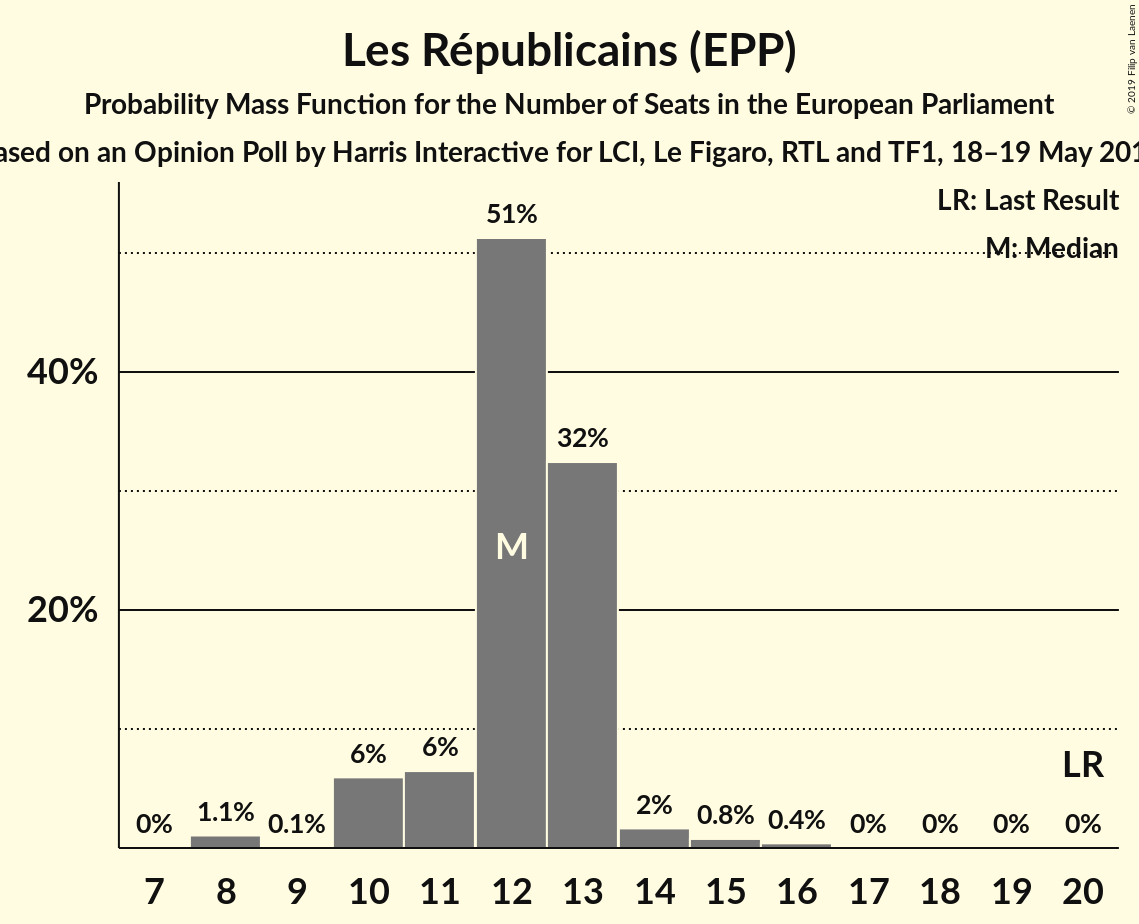 Les Républicains (EPP)
Probability Mass Function for the Number of Seats in the European Parliament
ased on an Opinion Poll by Harris Interactive for LCI, Le Figaro, RTL and TF1, 18–19 May 201
© 2019 Filip van Laenen
LR: Last Result
M: Median
51%
40%
32%
M
20%
LR
0% 1.1% 0.1% 6% 6% 2% 0.8% 0.4% 0% 0% 0% 0%
7 8 9 10 11 12 13 14 15 16 17 18 19 20